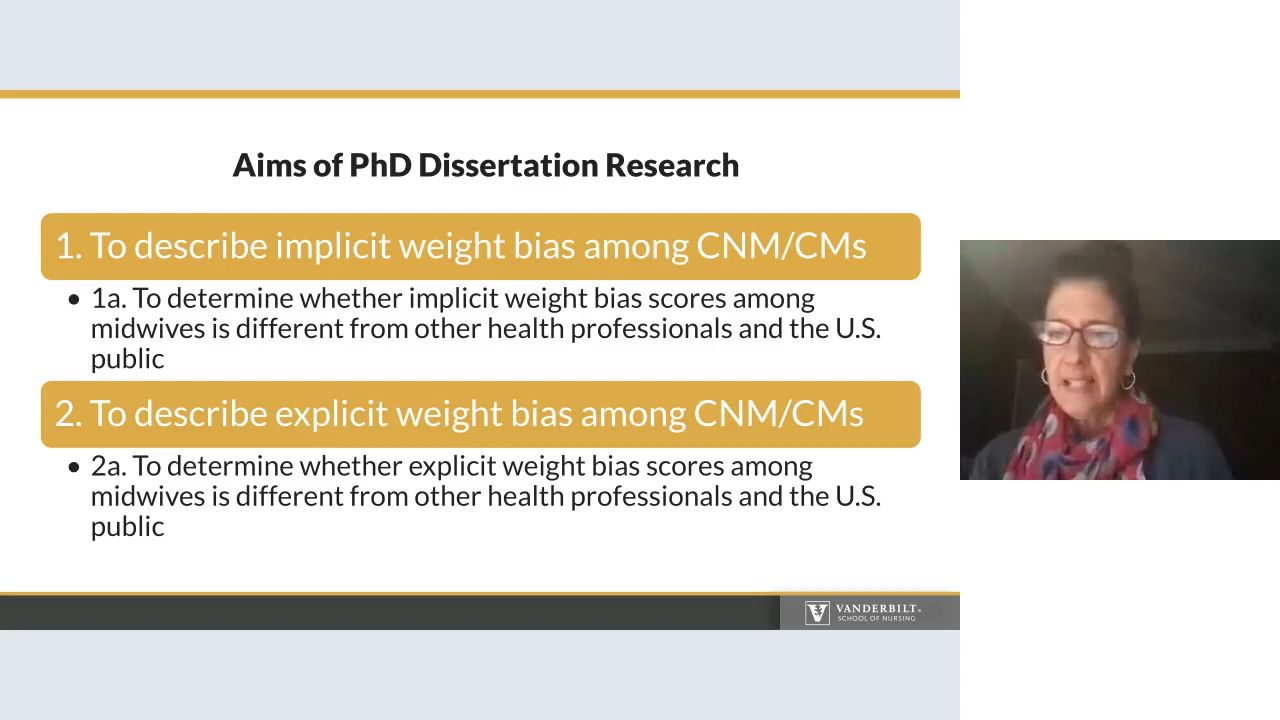 Aims of PhD Dissertation Research
1. To describe implicit weight bias among CNM/CMs
• 1a. To determine whether implicit weight bias scores among
midwives is different from other health professionals and the U.S.
public
2. To describe explicit weight bias among CNM/CMs
• 2a. To determine whether explicit weight bias scores among
midwives is different from other health professionals and the U.S.
public
V VANDERBILT®
SCHOOL OF NURSING